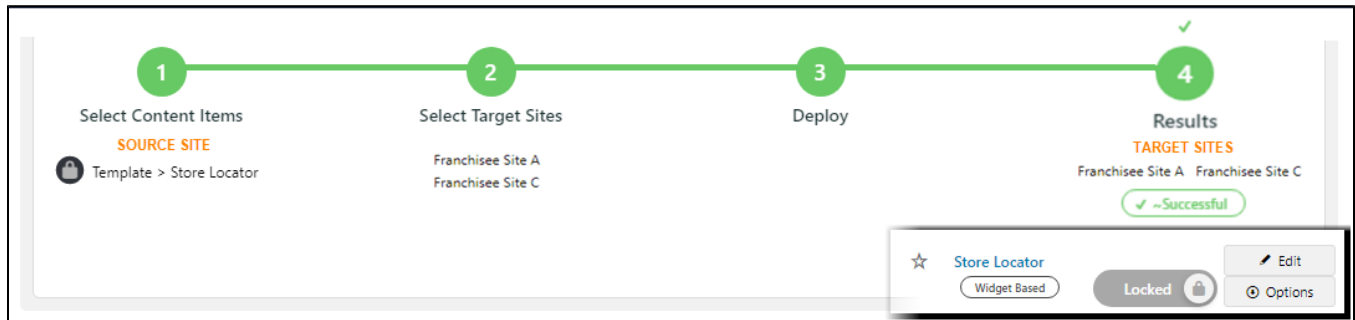 1
2
3
4
Select Content Items
Select Target Sites
Deploy
Results
SOURCE SITE
TARGET SITES
Template > Store Locator
Franchisee Site A
Franchisee Site C
Franchisee Site A Franchisee Site C
~Successful
Store Locator
Widget Based
Locked
Edit
Options